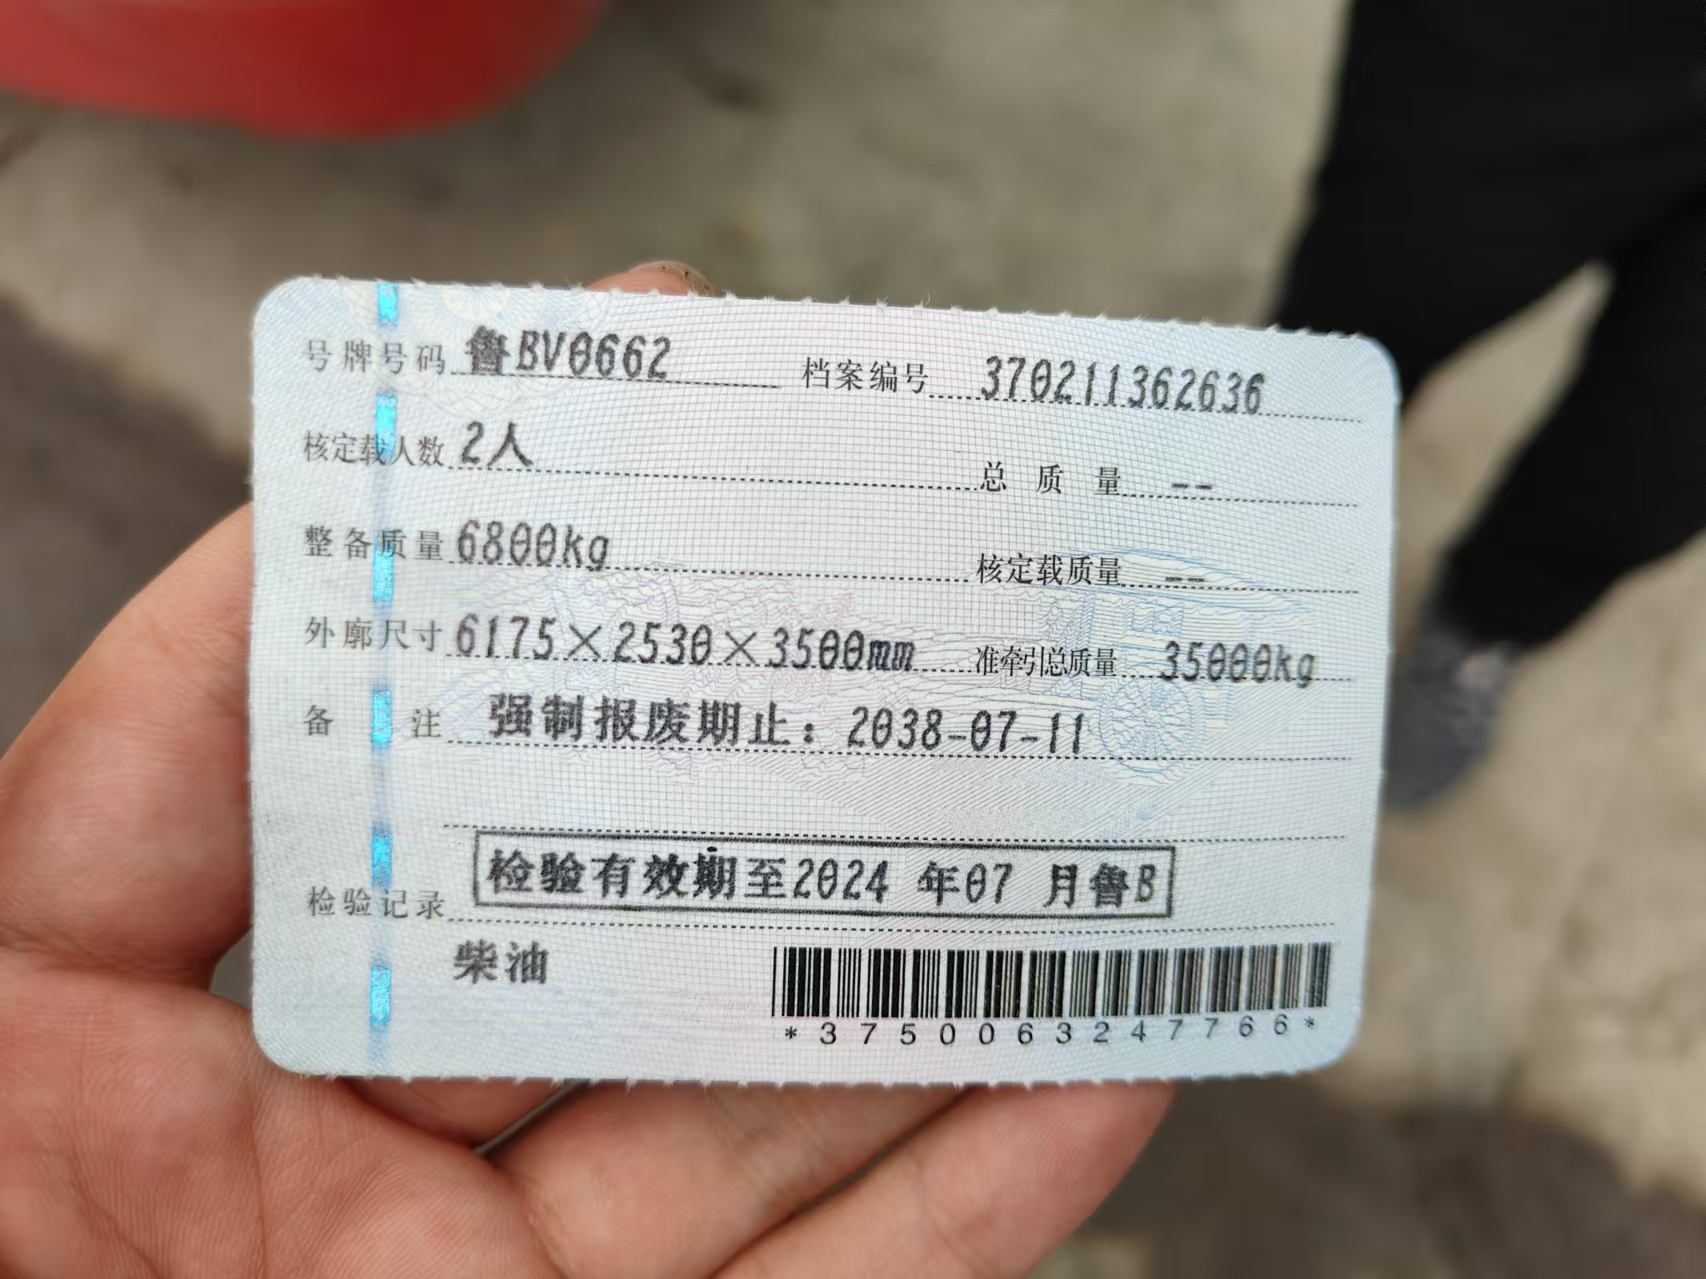 号牌号码 鲁BV0662 档案编号 370211362636
核定载人数 2人 总质量 --
整备质量 6800kg 核定载质量 --
外廓尺寸 6175×2530×3500mm 准牵引总质量 35000kg
备注 强制报废期止：2038-07-11
检验记录 检验有效期至2024 年07 月鲁B
柴油
*3750063247766*